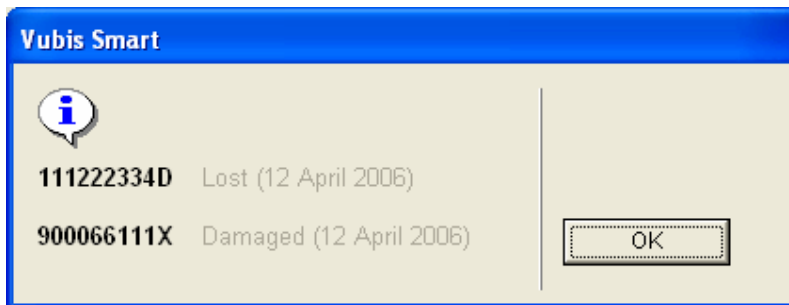 Vubis Smart
111222334D Lost (12 April 2006)
900066111X Damaged (12 April 2006)
OK